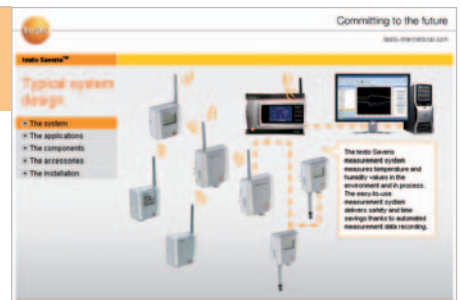 Committing to the future
testo
testo-international.com
testo Saveris™
Typical system
design
The system
The applications
The components
The accessories
The installation
The testo Saveris
measurement system
measures temperature and
humidity values in the
environment and in process.
The easy-to-use
measurement system
delivers safety and time
savings thanks to automated
measurement data recording.